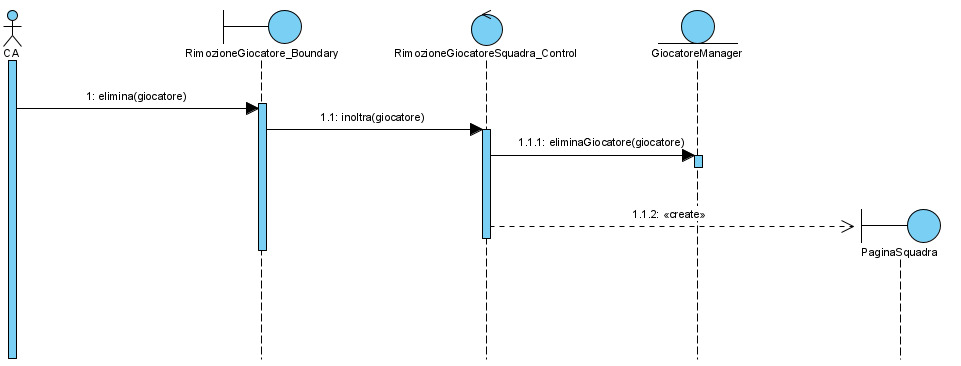 CA
RimozioneGiocatore_Boundary
RimozioneGiocatoreSquadra_Control
GiocatoreManager
1: elimina(giocatore)
1.1: inoltra(giocatore)
1.1.1: eliminaGiocatore(giocatore)
1.1.2: «create»
PaginaSquadra